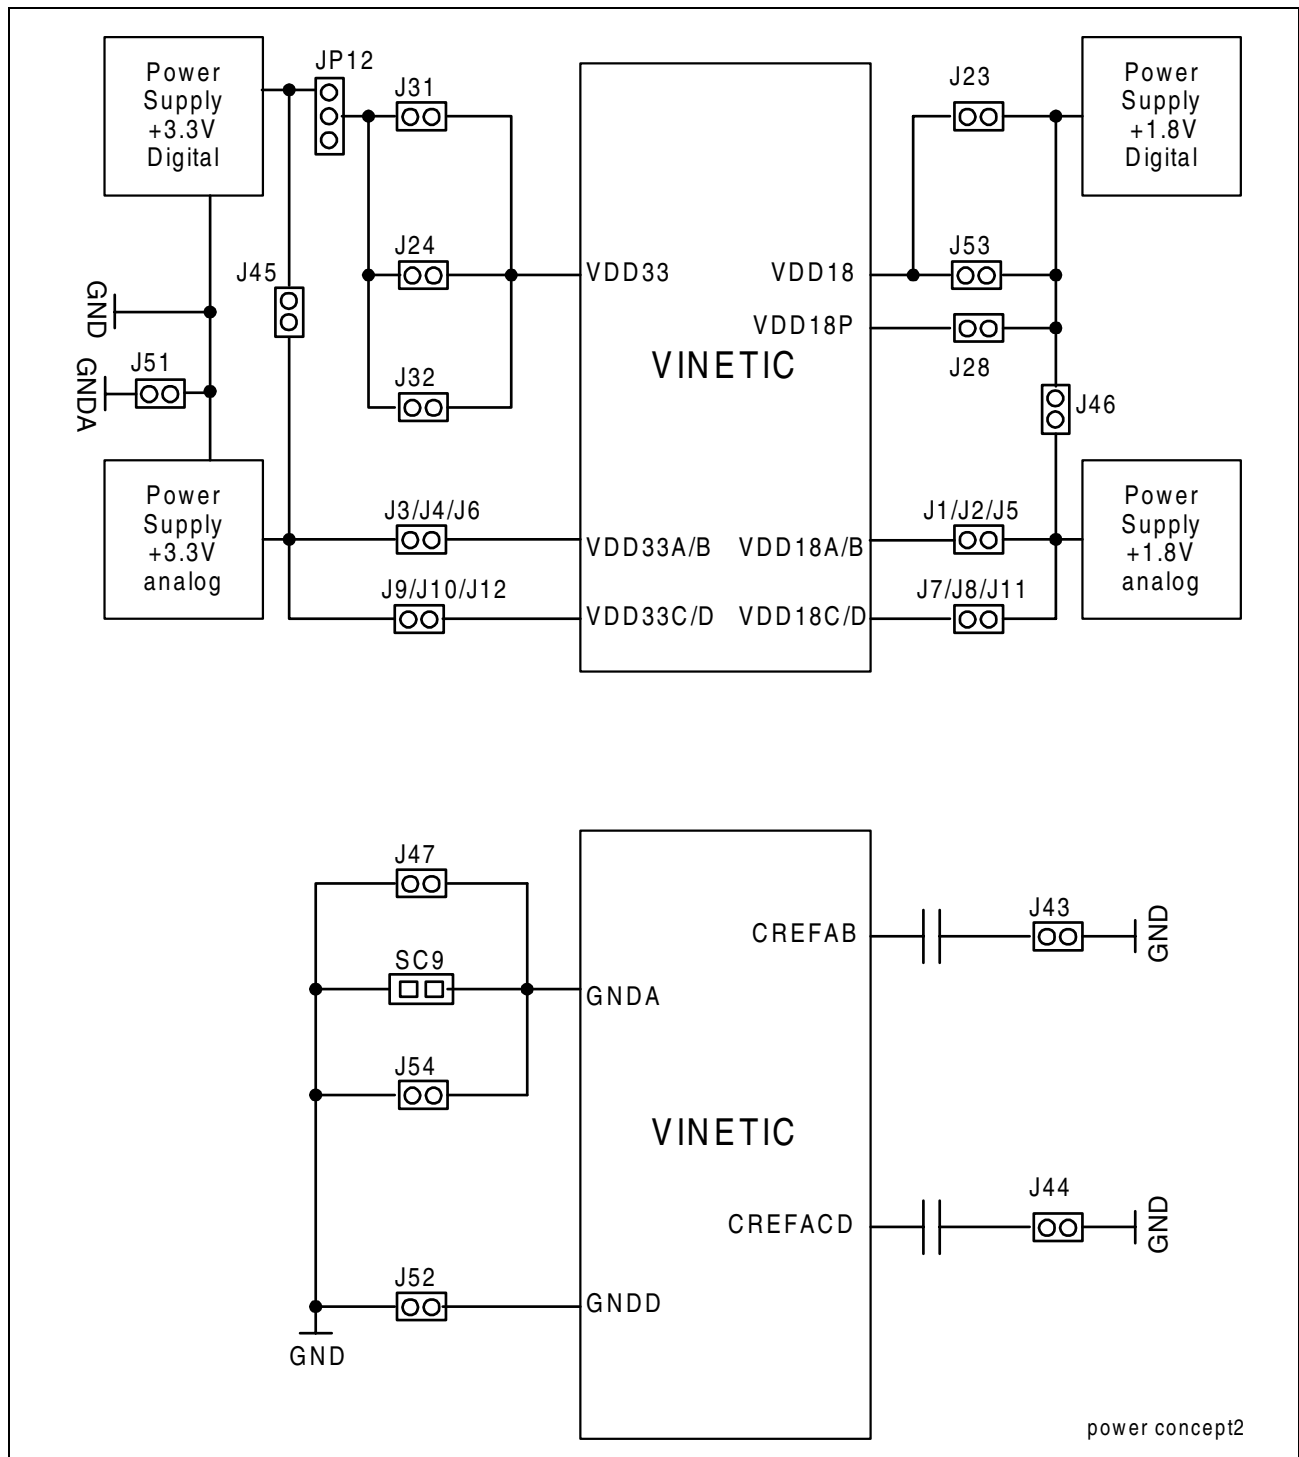 Power
Supply
+3.3V
Digital
JP12
J31
J23
Power
Supply
+1.8V
Digital
J45
J24
VDD33
VDD18
J53
GND
VDD18P
J51
GNDA
J32
VINETIC
J28
J46
Power
Supply
+3.3V
analog
J3/J4/J6
VDD33A/B
VDD18A/B
J1/J2/J5
Power
Supply
+1.8V
analog
J9/J10/J12
VDD33C/D
VDD18C/D
J7/J8/J11
J47
CREFAB
J43
GND
SC9
GNDA
J54
VINETIC
CREFACD
J44
GND
J52
GNDD
GND
power concept2